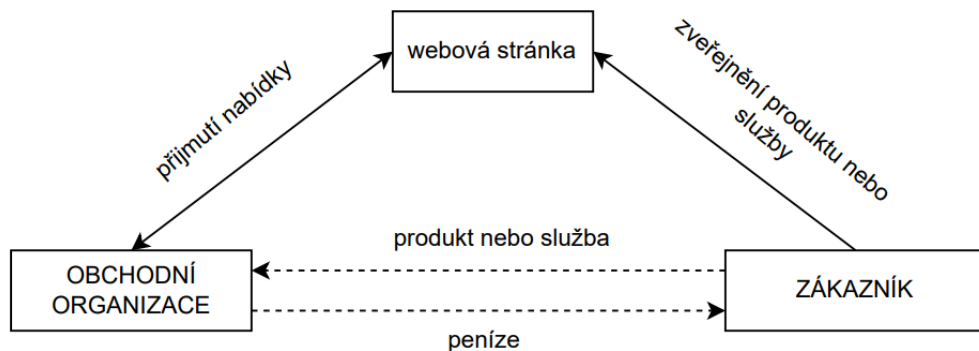 webová stránka
přijmutí nabídky
zveřejnění produktu nebo
služby
produkt nebo služba
OBCHODNÍ
ORGANIZACE
ZÁKAZNÍK
peníze